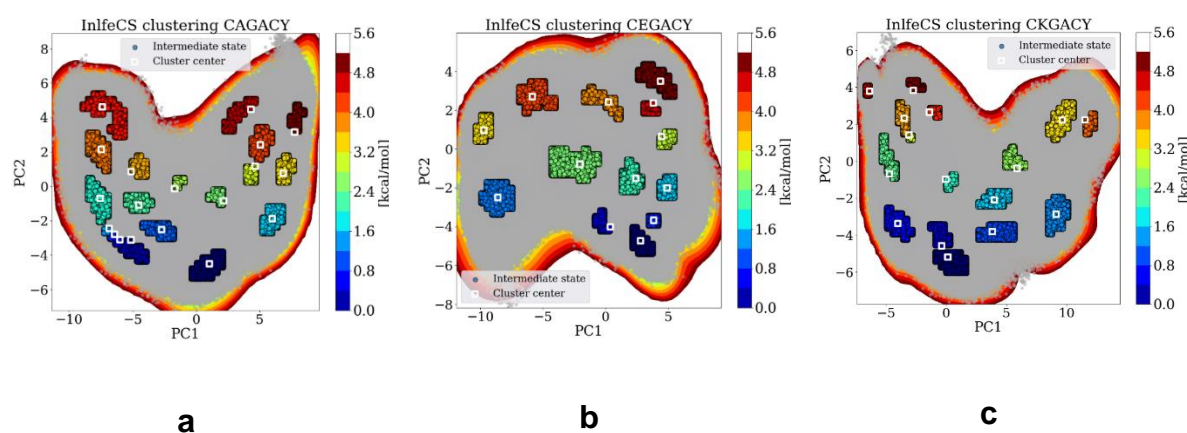 InlfeCS clustering CAGACY
Intermediate state
Cluster center
PC2
8
6
4
2
0
−2
−4
−6
−10
−5
0
5
PC1
5.6
4.8
4.0
3.2
2.4
1.6
0.8
0.0
[kcal/mol]
a
InlfeCS clustering CEGACY
PC2
4
2
0
−2
−4
−6
−8
Intermediate state
Cluster center
−10
−5
0
5
PC1
5.6
4.8
4.0
3.2
2.4
1.6
0.8
0.0
[kcal/mol]
b
InlfeCS clustering CKGACY
Intermediate state
Cluster center
PC2
6
4
2
0
−2
−4
−6
−5
0
5
10
PC1
5.6
4.8
4.0
3.2
2.4
1.6
0.8
0.0
[kcal/mol]
c